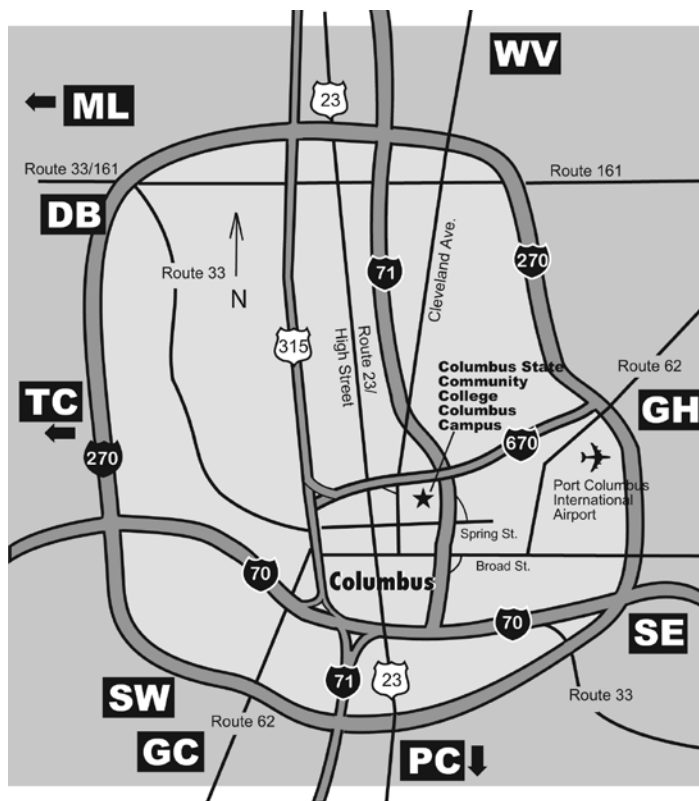 WV
23
ML
Route 33/161
Route 161
DB
270
71
Cleveland Ave.
Route 33
N
315
Route 23/
High Street
Route 62
Columbus State
Community
College
Columbus
Campus
TC
GH
270
670
Port Columbus
International
Airport
Spring St.
Broad St.
70
Columbus
70
SE
71
23
SW
Route 62
Route 33
GC
PC